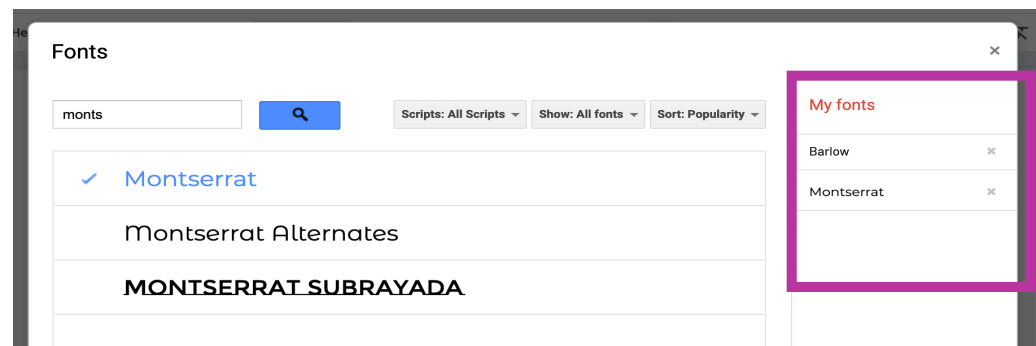 He
Fonts
×
monts
Scripts: All Scripts
Show: All fonts
Sort: Popularity
My fonts
Barlow
Montserrat
Montserrat
Montserrat Alternates
MONTSERRAT SUBRAYADA